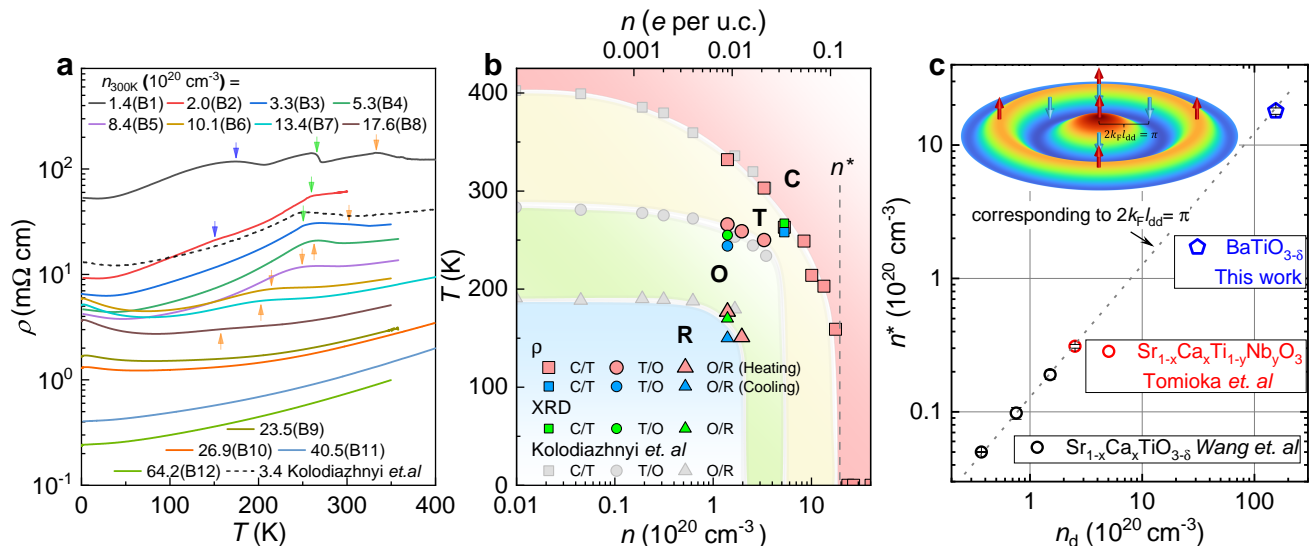 a
n300K (10^20 cm-3) =
1.4(B1) 2.0(B2) 3.3(B3) 5.3(B4)
8.4(B5) 10.1(B6) 13.4(B7) 17.6(B8)
23.5(B9)
26.9(B10) 40.5(B11)
64.2(B12) 3.4 Kolodiazhnyi et.al
10^2
10^1
10^0
10^-1
ρ (mΩ cm)
0 100 200 300 400
T (K)
b
n (e per u.c.)
0.001 0.01 0.1
400
300
200
100
0
T (K)
n*
C
T
O
R
ρ
C/T T/O O/R (Heating)
C/T T/O O/R (Cooling)
XRD
C/T T/O O/R
Kolodiazhnyi et. al
C/T T/O O/R
0.01 0.1 1 10
n (10^20 cm-3)
c
2kFldd = π
corresponding to 2kFldd= π
BaTiO3-δ
This work
Sr1-xCaxTi1-yNbyO3
Tomioka et. al
Sr1-xCaxTiO3-δ Wang et. al
10
1
0.1
n* (10^20 cm-3)
1 10 100
nd (10^20 cm-3)